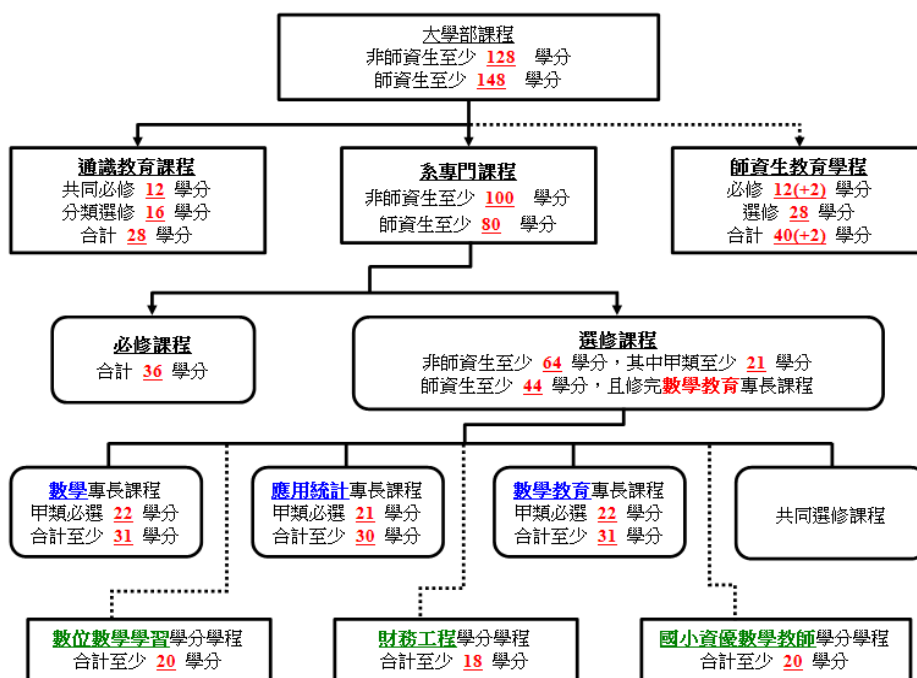 大學部課程
非師資生至少 128 學分
師資生至少 148 學分
通識教育課程
共同必修 12 學分
分類選修 16 學分
合計 28 學分
系專門課程
非師資生至少 100 學分
師資生至少 80 學分
師資生教育學程
必修 12(+2) 學分
選修 28 學分
合計 40(+2) 學分
必修課程
合計 36 學分
選修課程
非師資生至少 64 學分，其中甲類至少 21 學分
師資生至少 44 學分，且修完數學教育專長課程
數學專長課程
甲類必選 22 學分
合計至少 31 學分
應用統計專長課程
甲類必選 21 學分
合計至少 30 學分
數學教育專長課程
甲類必選 22 學分
合計至少 31 學分
共同選修課程
數位數學學習學分學程
合計至少 20 學分
財務工程學分學程
合計至少 18 學分
國小資優數學教師學分學程
合計至少 20 學分